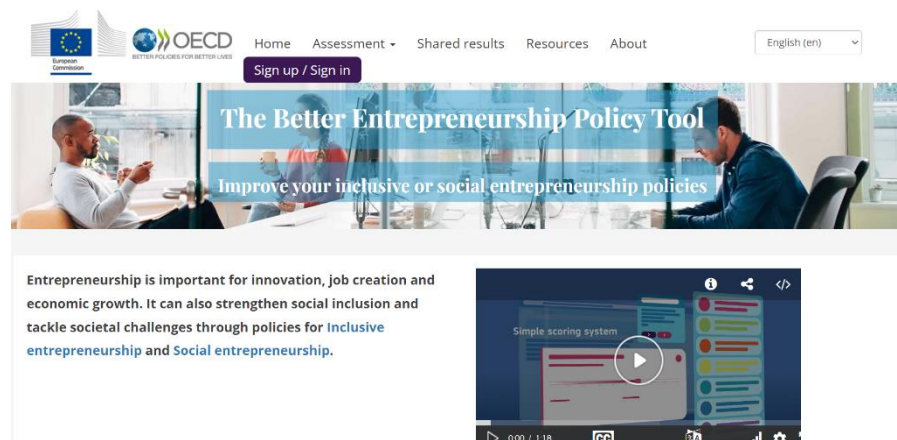 European
Commission
OECD
BETTER POLICIES FOR BETTER LIVES
Home
Assessment
Shared results
Resources
About
English (en)
Sign up / Sign in
The Better Entrepreneurship Policy Tool
Improve your inclusive or social entrepreneurship policies
Entrepreneurship is important for innovation, job creation and
economic growth. It can also strengthen social inclusion and
tackle societal challenges through policies for Inclusive
entrepreneurship and Social entrepreneurship.
Simple scoring system
0:00 / 1:18
CC